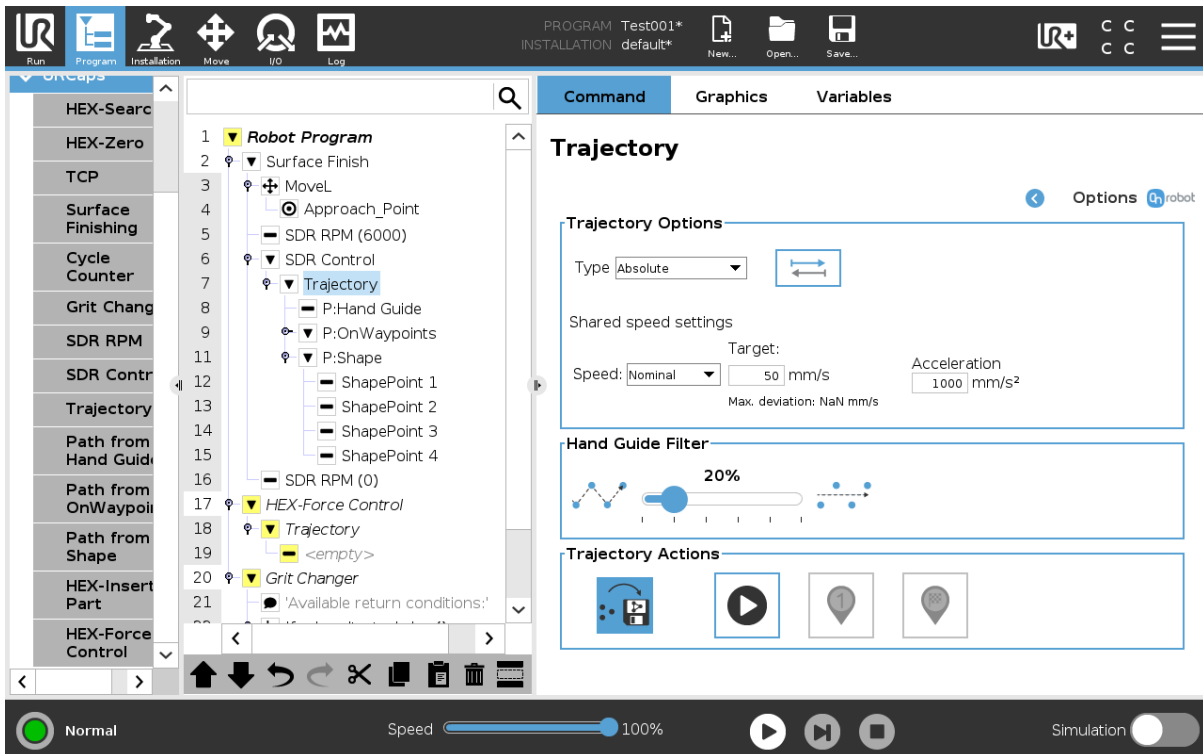 PROGRAM Test001*
INSTALLATION default*
New... Open... Save...
UR UR+ C C
C C
Run Program Installation Move I/O Log
URCaps
HEX-Searc
HEX-Zero
TCP
Surface
Finishing
Cycle
Counter
Grit Chang
SDR RPM
SDR Contr
Trajectory
Path from
Hand Guid
Path from
OnWaypoi
Path from
Shape
HEX-Insert
Part
HEX-Force
Control
1 Robot Program
2 Surface Finish
3 MoveL
4 Approach_Point
5 SDR RPM (6000)
6 SDR Control
7 Trajectory
8 P:Hand Guide
9 P:OnWaypoints
11 P:Shape
12 ShapePoint 1
13 ShapePoint 2
14 ShapePoint 3
15 ShapePoint 4
16 SDR RPM (0)
17 HEX-Force Control
18 Trajectory
19 <empty>
20 Grit Changer
21 'Available return conditions:'
Command Graphics Variables
Trajectory
Options OnRobot
Trajectory Options
Type Absolute
Shared speed settings
Target:
Speed: Nominal 50 mm/s
Acceleration
1000 mm/s²
Max. deviation: NaN mm/s
Hand Guide Filter
20%
Trajectory Actions
1
Normal Speed 100% Simulation